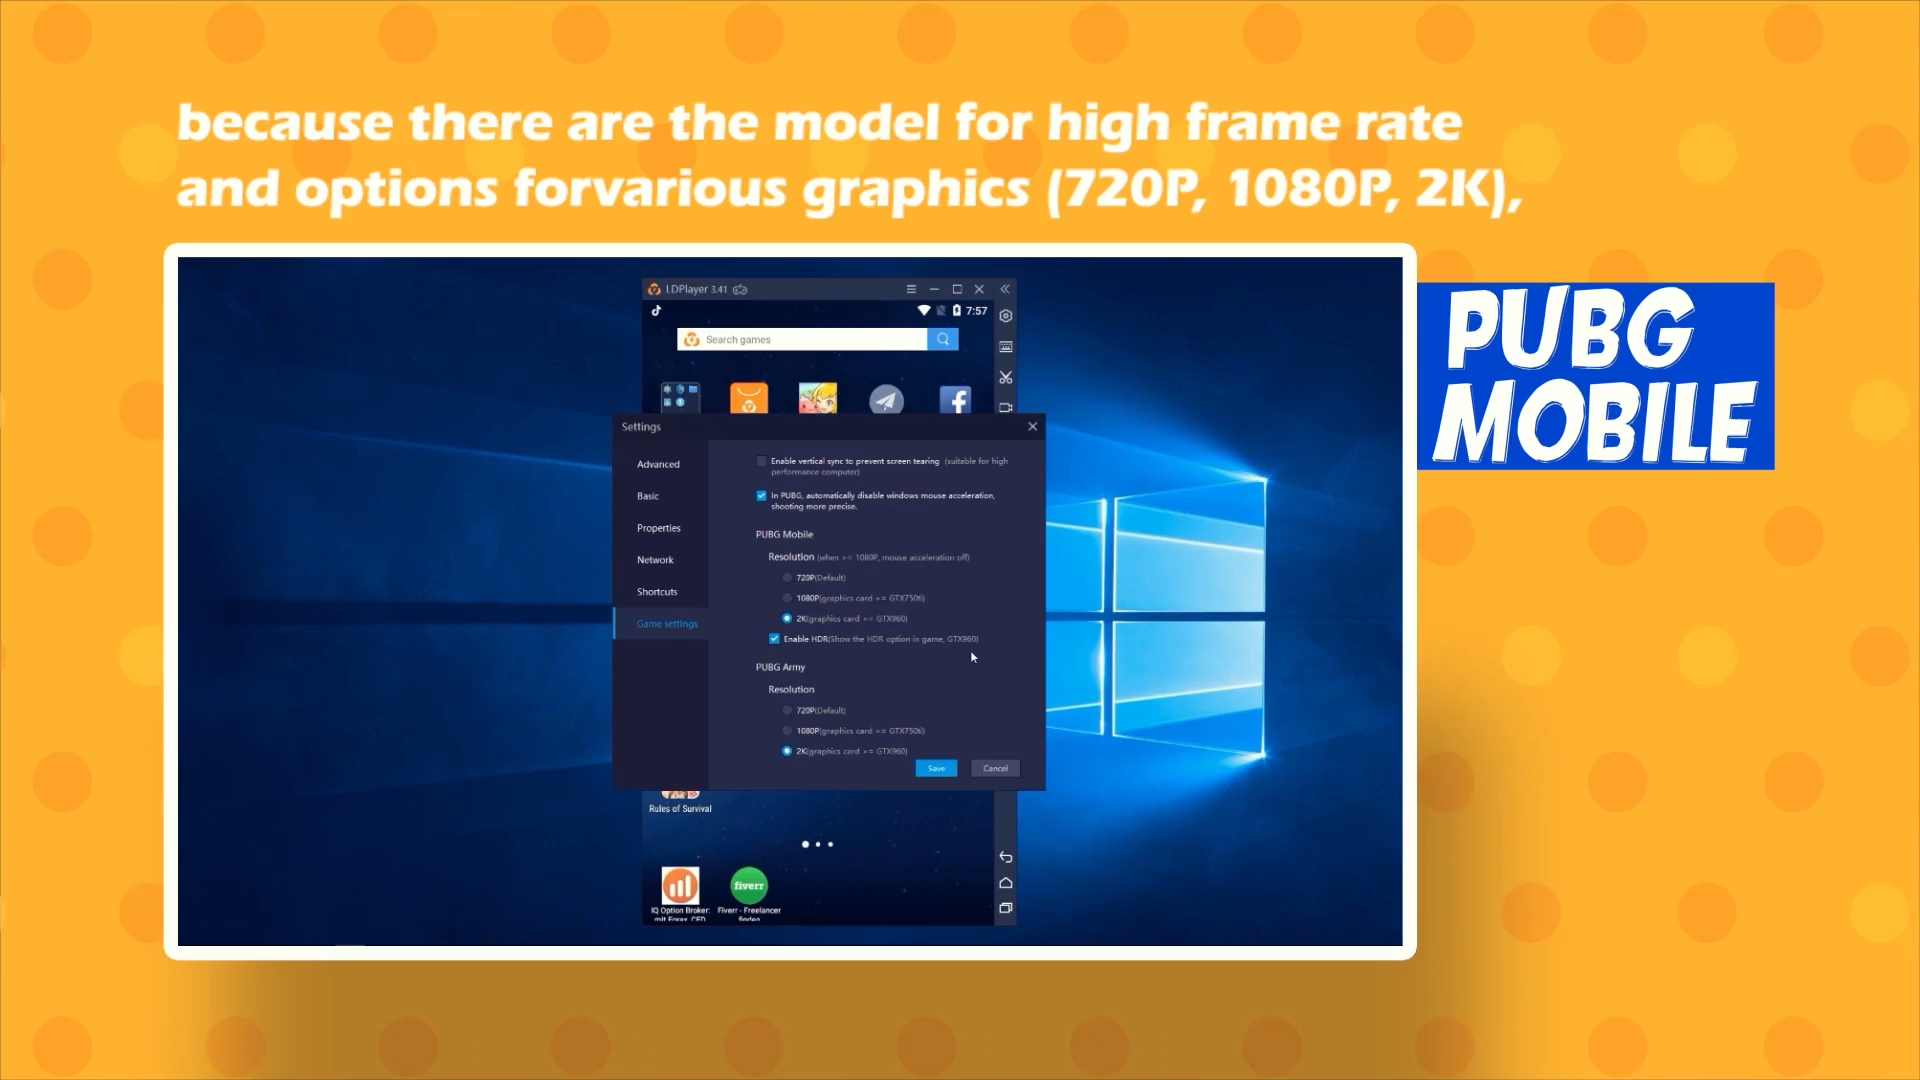 because there are the model for high frame rate
and options forvarious graphics (720P, 1080P, 2K),
PUBG
MOBILE
LDPlayer 3.41
7:57
Search games
Settings
Advanced
Basic
Properties
Network
Shortcuts
Game settings
Enable vertical sync to prevent screen tearing (suitable for high
performance computer)
In PUBG, automatically disable windows mouse acceleration,
shooting more precise.
PUBG Mobile
Resolution (when >= 1080P, mouse acceleration off)
720P(Default)
1080P(graphics card >= GTX750ti)
2K(graphics card >= GTX960)
Enable HDR(Show the HDR option in game, GTX960)
PUBG Army
Resolution
720P(Default)
1080P(graphics card >= GTX750ti)
2K(graphics card >= GTX960)
Save
Cancel
Rules of Survival
fiverr
IQ Option Broker:
mit Forex, CFD
Fiverr - Freelancer
finden